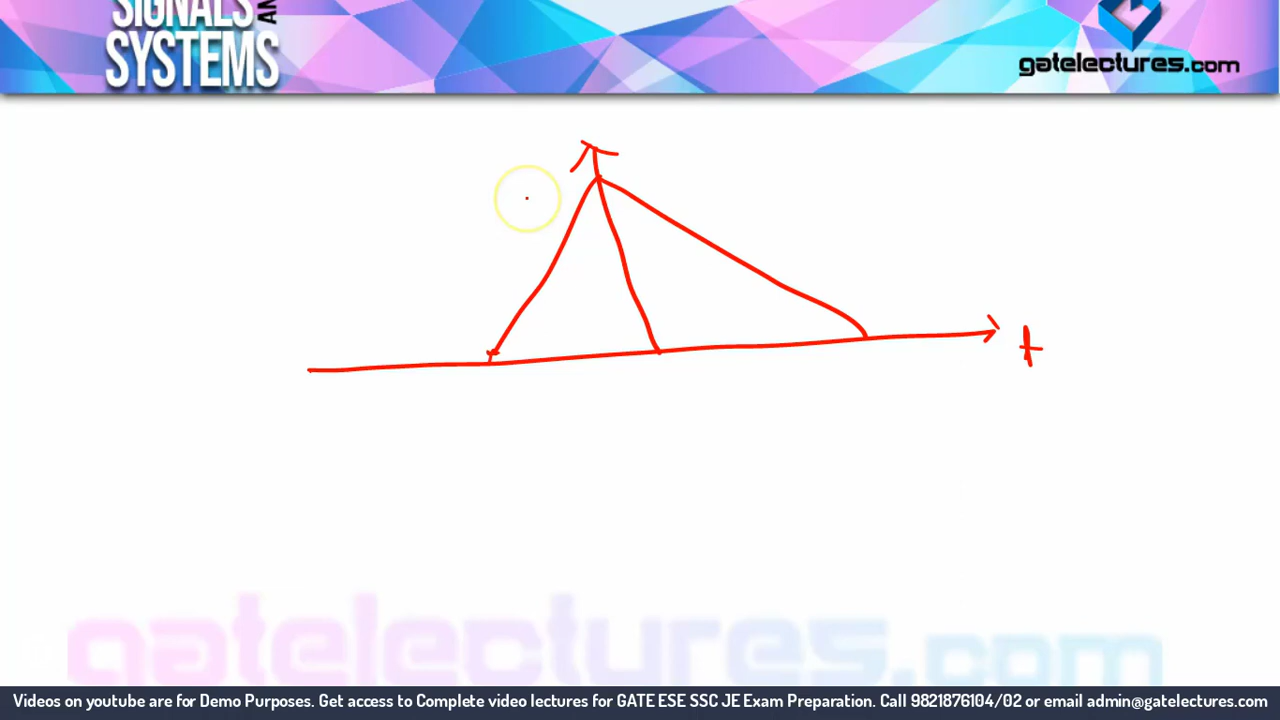 SIGNALS AND
SYSTEMS
gatelectures.com
t
gatelectures.com
Videos on youtube are for Demo Purposes. Get access to Complete video lectures for GATE ESE SSC JE Exam Preparation. Call 9821876104/02 or email admin@gatelectures.com